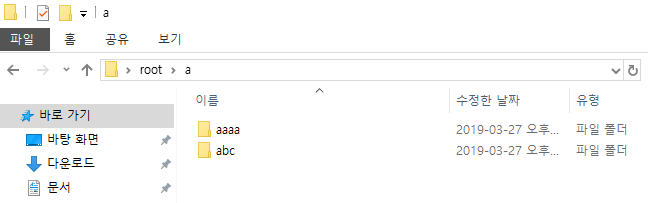 a
파일 홈 공유 보기
root a
이름 수정한 날짜 유형
바로 가기
aaaa 2019-03-27 오후... 파일 폴더
바탕 화면
abc 2019-03-27 오후... 파일 폴더
다운로드
문서